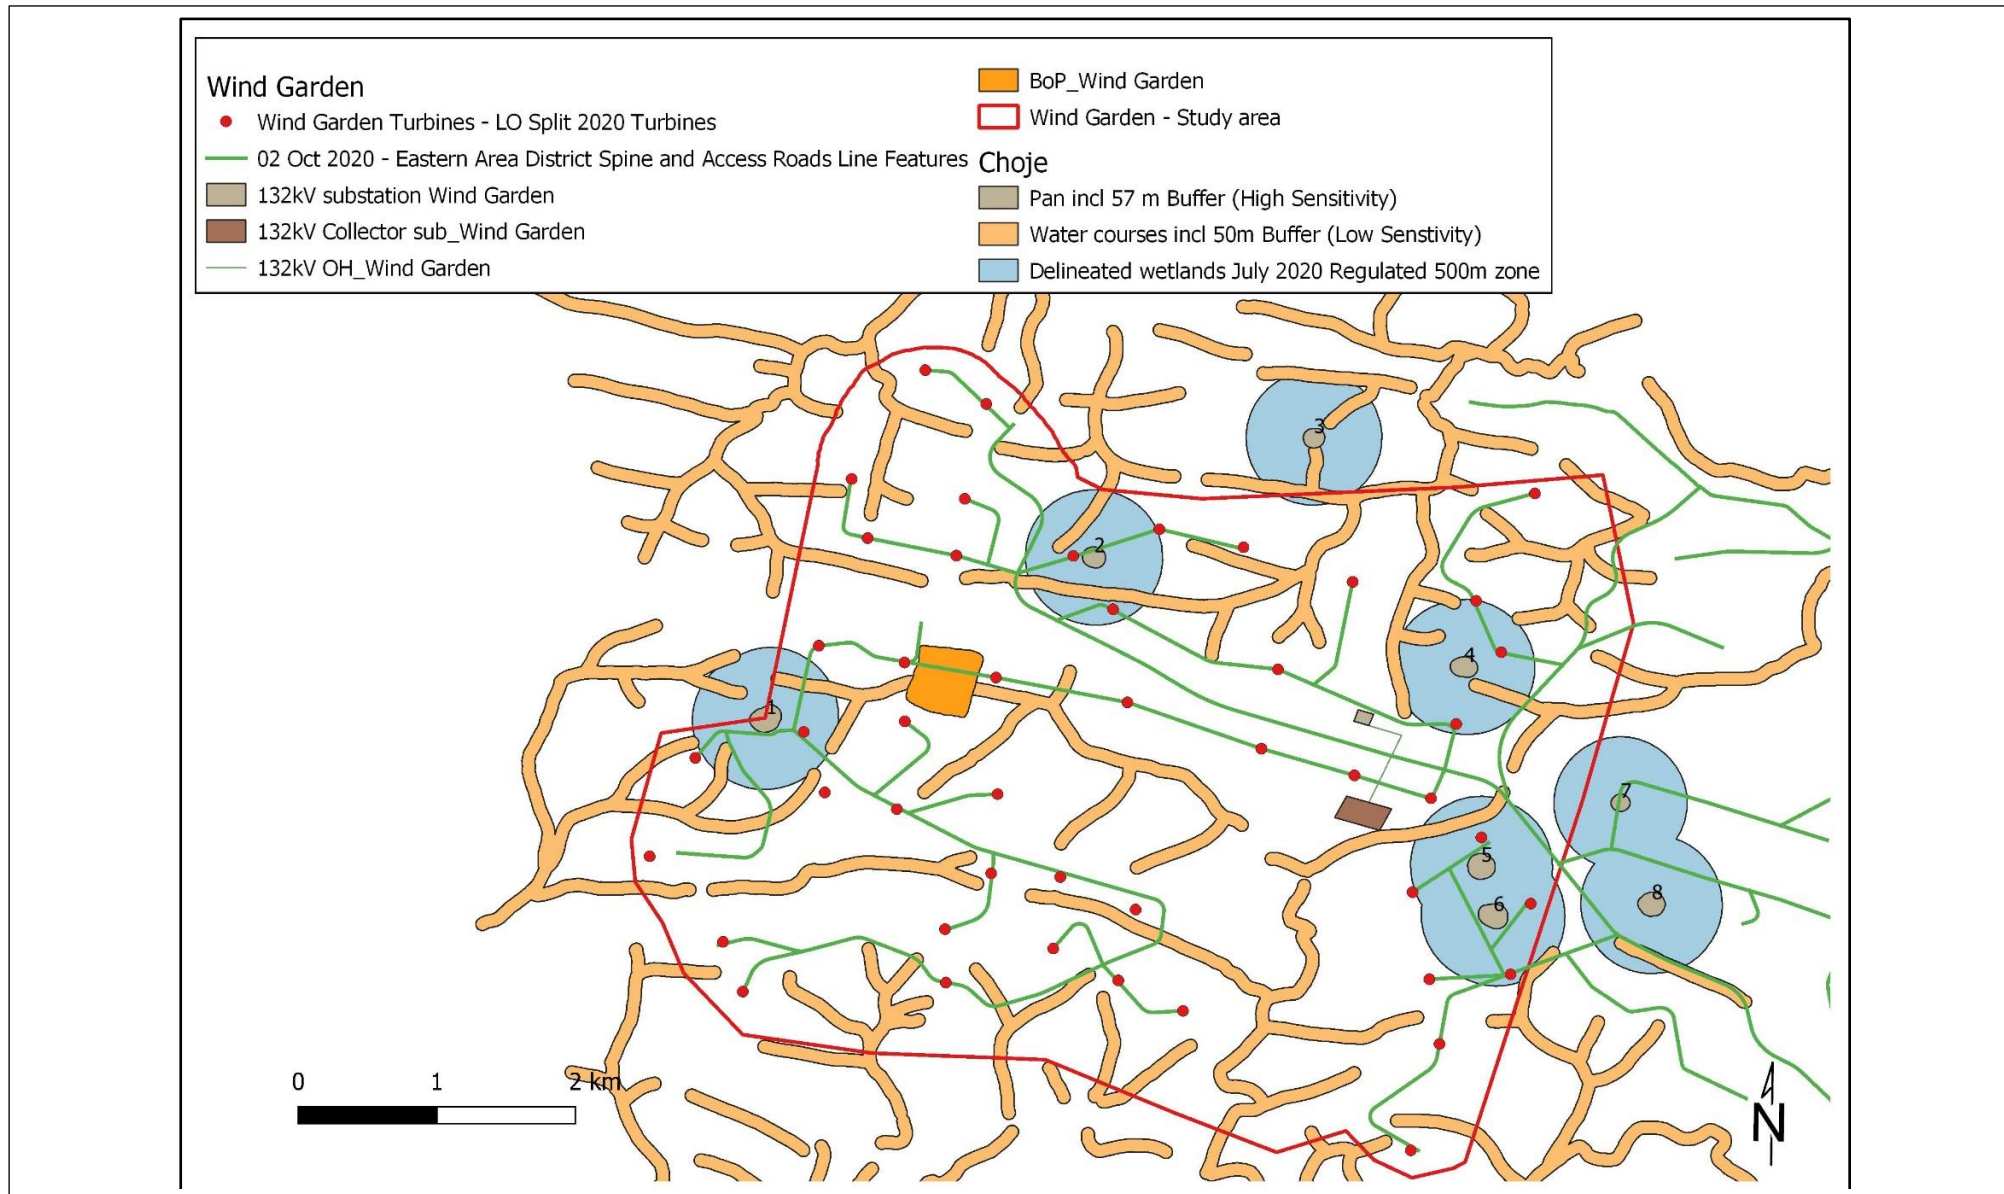 Wind Garden
Wind Garden Turbines - LO Split 2020 Turbines
02 Oct 2020 - Eastern Area District Spine and Access Roads Line Features
132kV substation Wind Garden
132kV Collector sub_Wind Garden
132kV OH_Wind Garden
BoP_Wind Garden
Wind Garden - Study area
Choje
Pan incl 57 m Buffer (High Sensitivity)
Water courses incl 50m Buffer (Low Senstivity)
Delineated wetlands July 2020 Regulated 500m zone
3
2
4
1
7
5
8
6
0 1 2 km
N